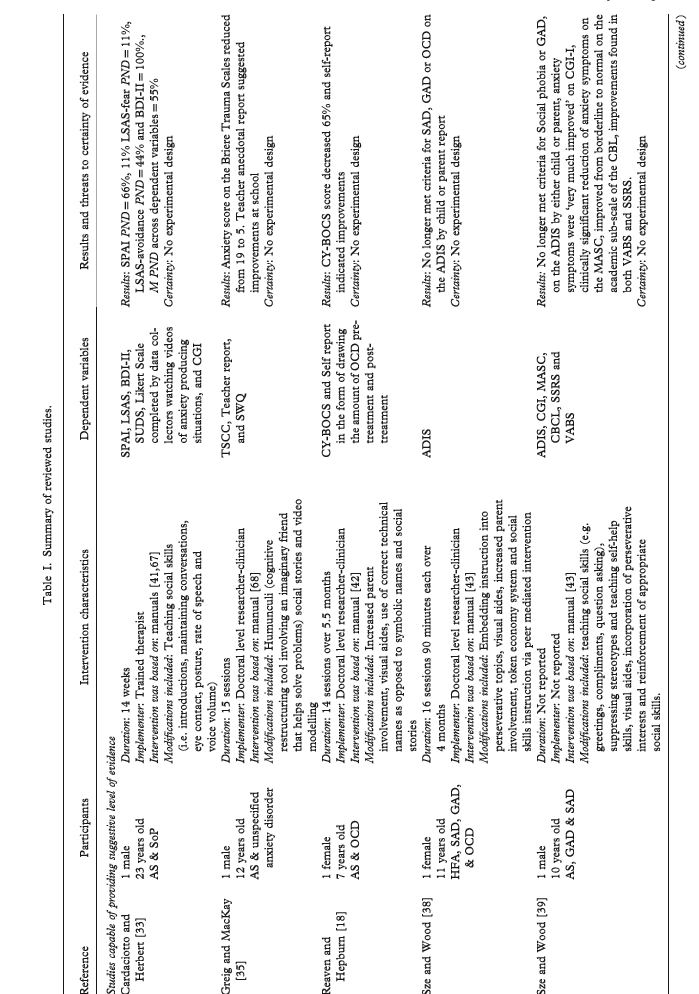 Table I. Summary of reviewed studies.
Reference
Participants
Intervention characteristics
Dependent variables
Results and threats to certainty of evidence
Studies capable of providing suggestive level of evidence
Cardaciotto and
Herbert [33]
1 male
23 years old
AS & SoP
Duration: 14 weeks
Implementer: Trained therapist
Intervention was based on: manuals [41,67]
Modifications included: Teaching social skills
(i.e. introductions, maintaining conversations,
eye contact, posture, rate of speech and
voice volume)
SPAI, LSAS, BDI-II,
SUDS, Likert Scale
completed by data col-
lectors watching videos
of anxiety producing
situations, and CGI
Results: SPAI PND = 66%, 11% LSAS-fear PND = 11%,
LSAS-avoidance PND = 44% and BDI-II = 100%.,
M PND across dependent variables = 55%
Certainty: No experimental design
Greig and MacKay
[35]
1 male
12 years old
AS & unspecified
anxiety disorder
Duration: 15 sessions
Implementer: Doctoral level researcher-clinician
Intervention was based on: manual [68]
Modifications included: Humunculi (cognitive
restructuring tool involving an imaginary friend
that helps solve problems) social stories and video
modelling
TSCC, Teacher report,
and SWQ
Results: Anxiety score on the Briere Trauma Scales reduced
from 19 to 5. Teacher anecdotal report suggested
improvements at school
Certainty: No experimental design
Reaven and
Hepburn [18]
1 female
7 years old
AS & OCD
Duration: 14 sessions over 5.5 months
Implementer: Doctoral level researcher-clinician
Intervention was based on: manual [42]
Modifications included: Increased parent
involvement, visual aides, use of correct technical
names as opposed to symbolic names and social
stories
CY-BOCS and Self report
in the form of drawing
the amount of OCD pre-
treatment and post-
treatment
Results: CY-BOCS score decreased 65% and self-report
indicated improvements
Certainty: No experimental design
Sze and Wood [38]
1 female
11 years old
HFA, SAD, GAD,
& OCD
Duration: 16 sessions 90 minutes each over
4 months
Implementer: Doctoral level researcher-clinician
Intervention was based on: manual [43]
Modifications included: Embedding instruction into
perseverative topics, visual aides, increased parent
involvement, token economy system and social
skills instruction via peer mediated intervention
ADIS
Results: No longer met criteria for SAD, GAD or OCD on
the ADIS by child or parent report
Certainty: No experimental design
Sze and Wood [39]
1 male
10 years old
AS, GAD & SAD
Duration: Not reported
Implementer: Not reported
Intervention was based on: manual [43]
Modifications included: teaching social skills (e.g.
greetings, compliments, question asking),
suppressing stereotypes and teaching self-help
skills, visual aides, incorporation of perseverative
interests and reinforcement of appropriate
social skills.
ADIS, CGI, MASC,
CBCL, SSRS and
VABS
Results: No longer met criteria for Social phobia or GAD,
on the ADIS by either child or parent, anxiety
symptoms were 'very much improved' on CGI-I,
clinically significant reduction of anxiety symptoms on
the MASC, improved from borderline to normal on the
academic sub-scale of the CBL, improvements found in
both VABS and SSRS.
Certainty: No experimental design
(continued)